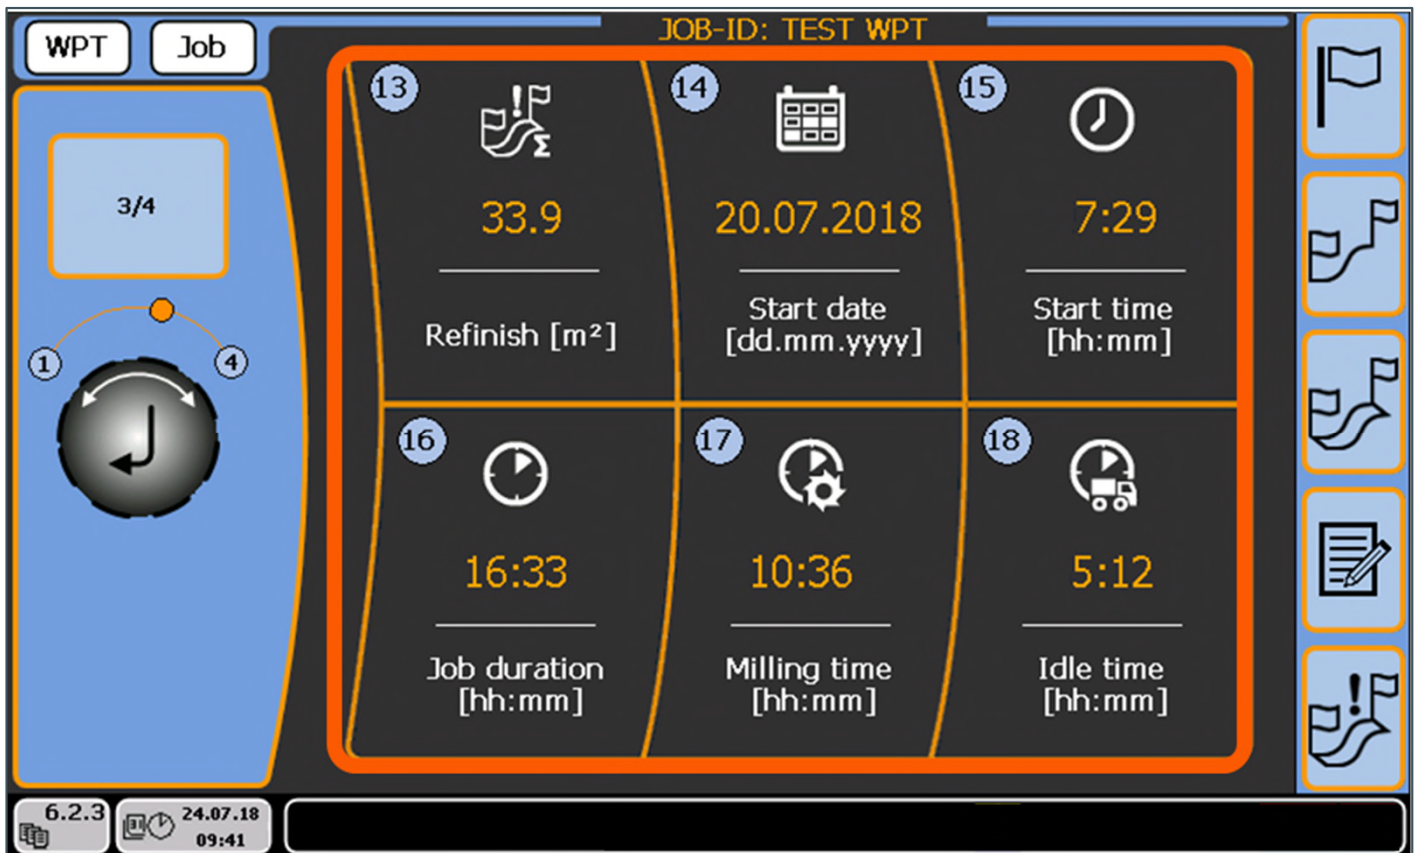 JOB-ID: TEST WPT
WPT
Job
3/4
1
4
13
33.9
Refinish [m²]
14
20.07.2018
Start date
[dd.mm.yyyy]
15
7:29
Start time
[hh:mm]
16
16:33
Job duration
[hh:mm]
17
10:36
Milling time
[hh:mm]
18
5:12
Idle time
[hh:mm]
6.2.3
24.07.18
09:41